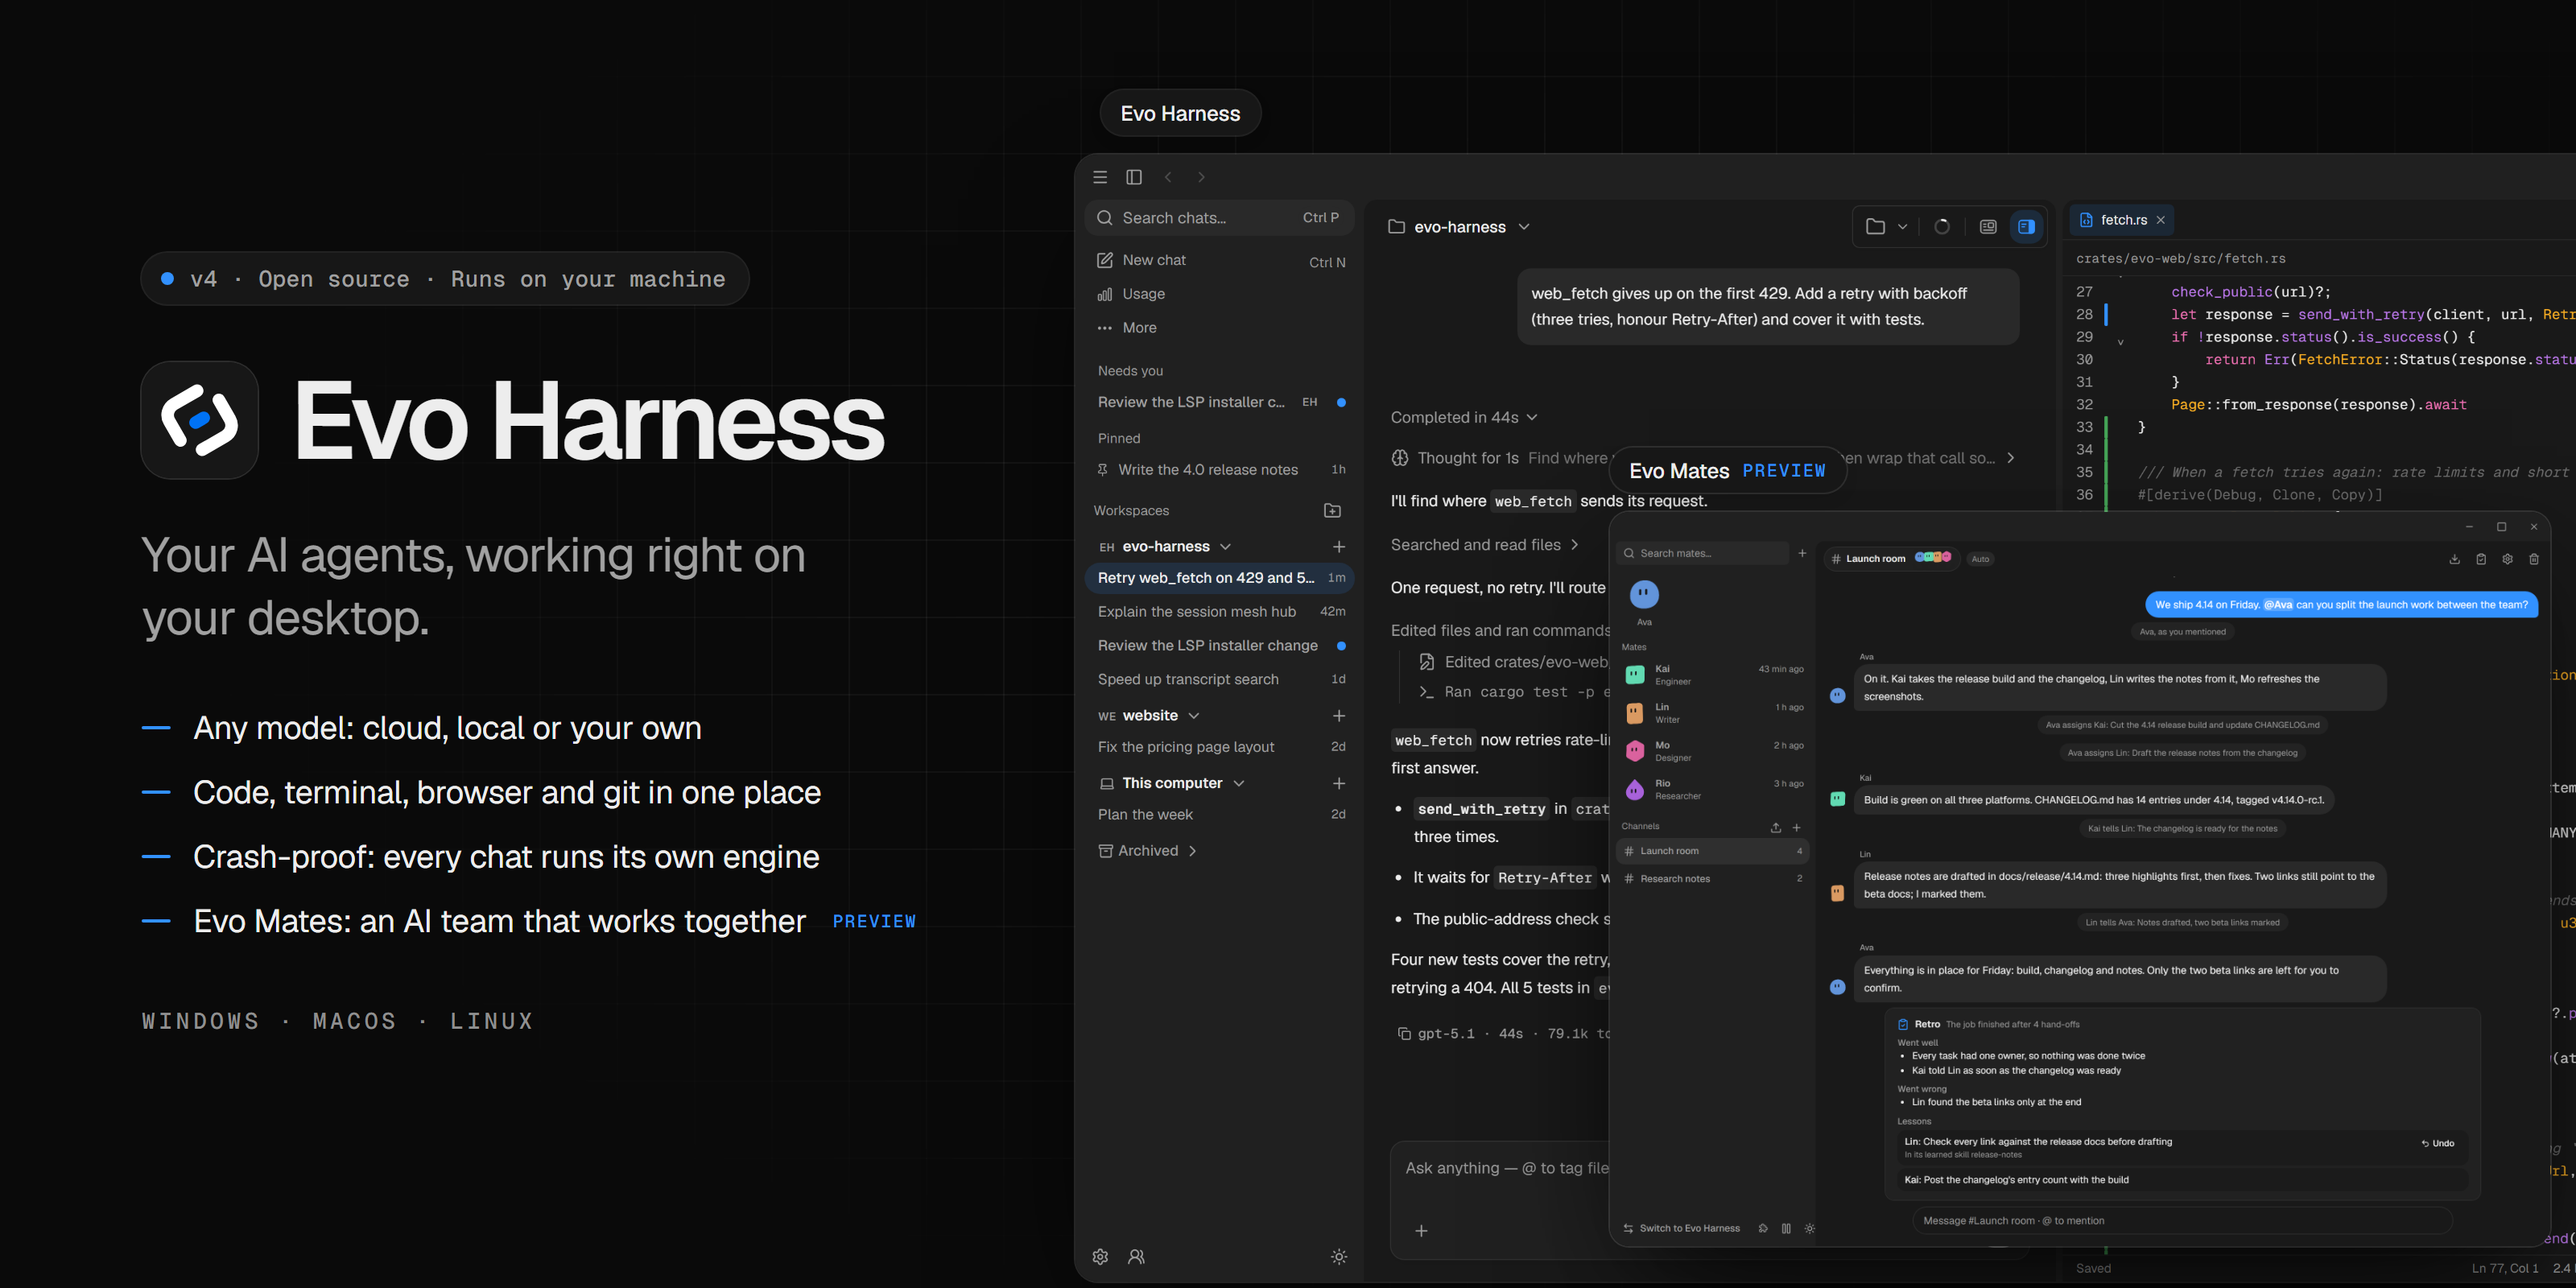 v4 · Open source · Runs on your machine
Evo Harness
Your AI agents, working right on
your desktop.
Any model: cloud, local or your own
Code, terminal, browser and git in one place
Crash-proof: every chat runs its own engine
Evo Mates: an AI team that works together PREVIEW
WINDOWS · MACOS · LINUX
Evo Harness
Search chats... Ctrl P
New chat Ctrl N
Usage
More
Needs you
Review the LSP installer c... EH
Pinned
Write the 4.0 release notes 1h
Workspaces
EH evo-harness
Retry web_fetch on 429 and 5... 1m
Explain the session mesh hub 42m
Review the LSP installer change
Speed up transcript search 1d
WE website
Fix the pricing page layout 2d
This computer
Plan the week 2d
Archived
evo-harness
web_fetch gives up on the first 429. Add a retry with backoff
(three tries, honour Retry-After) and cover it with tests.
Completed in 44s
Thought for 1s Find where en wrap that call so...
I'll find where web_fetch sends its request.
Searched and read files
One request, no retry. I'll route
Edited files and ran commands
Edited crates/evo-web
Ran cargo test -p e
web_fetch now retries rate-li
first answer.
send_with_retry in crat
three times.
It waits for Retry-After w
The public-address check s
Four new tests cover the retry,
retrying a 404. All 5 tests in ev
gpt-5.1 · 44s · 79.1k to
Ask anything — @ to tag file
fetch.rs
crates/evo-web/src/fetch.rs
27 check_public(url)?;
28 let response = send_with_retry(client, url, Retr
29 if !response.status().is_success() {
30 return Err(FetchError::Status(response.statu
31 }
32 Page::from_response(response).await
33 }
34
35 /// When a fetch tries again: rate limits and short
36 #[derive(Debug, Clone, Copy)]
Saved Ln 77, Col 1 2.4
Evo Mates PREVIEW
Search mates...
Ava
Mates
Kai 43 min ago
Engineer
Lin 1 h ago
Writer
Mo 2 h ago
Designer
Rio 3 h ago
Researcher
Channels
# Launch room 4
# Research notes 2
Switch to Evo Harness
# Launch room Auto
We ship 4.14 on Friday. @Ava can you split the launch work between the team?
Ava, as you mentioned
Ava
On it. Kai takes the release build and the changelog, Lin writes the notes from it, Mo refreshes the
screenshots.
Ava assigns Kai: Cut the 4.14 release build and update CHANGELOG.md
Ava assigns Lin: Draft the release notes from the changelog
Kai
Build is green on all three platforms. CHANGELOG.md has 14 entries under 4.14, tagged v4.14.0-rc.1.
Kai tells Lin: The changelog is ready for the notes
Lin
Release notes are drafted in docs/release/4.14.md: three highlights first, then fixes. Two links still point to the
beta docs; I marked them.
Lin tells Ava: Notes drafted, two beta links marked
Ava
Everything is in place for Friday: build, changelog and notes. Only the two beta links are left for you to
confirm.
Retro The job finished after 4 hand-offs
Went well
Every task had one owner, so nothing was done twice
Kai told Lin as soon as the changelog was ready
Went wrong
Lin found the beta links only at the end
Lessons
Lin: Check every link against the release docs before drafting Undo
In its learned skill release-notes
Kai: Post the changelog's entry count with the build
Message #Launch room · @ to mention